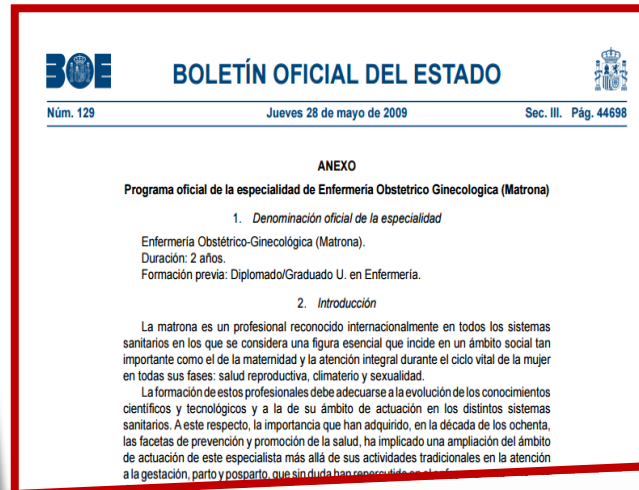 BOE BOLETÍN OFICIAL DEL ESTADO
Núm. 129 Jueves 28 de mayo de 2009 Sec. III. Pág. 44698
ANEXO
Programa oficial de la especialidad de Enfermería Obstetrico Ginecologica (Matrona)
1. Denominación oficial de la especialidad
Enfermería Obstétrico-Ginecológica (Matrona).
Duración: 2 años.
Formación previa: Diplomado/Graduado U. en Enfermería.
2. Introducción
La matrona es un profesional reconocido internacionalmente en todos los sistemas
sanitarios en los que se considera una figura esencial que incide en un ámbito social tan
importante como el de la maternidad y la atención integral durante el ciclo vital de la mujer
en todas sus fases: salud reproductiva, climaterio y sexualidad.
La formación de estos profesionales debe adecuarse a la evolución de los conocimientos
científicos y tecnológicos y a la de su ámbito de actuación en los distintos sistemas
sanitarios. A este respecto, la importancia que han adquirido, en la década de los ochenta,
las facetas de prevención y promoción de la salud, ha implicado una ampliación del ámbito
de actuación de este especialista más allá de sus actividades tradicionales en la atención
a la gestación, parto y posparto, que sin duda han repercutido en el